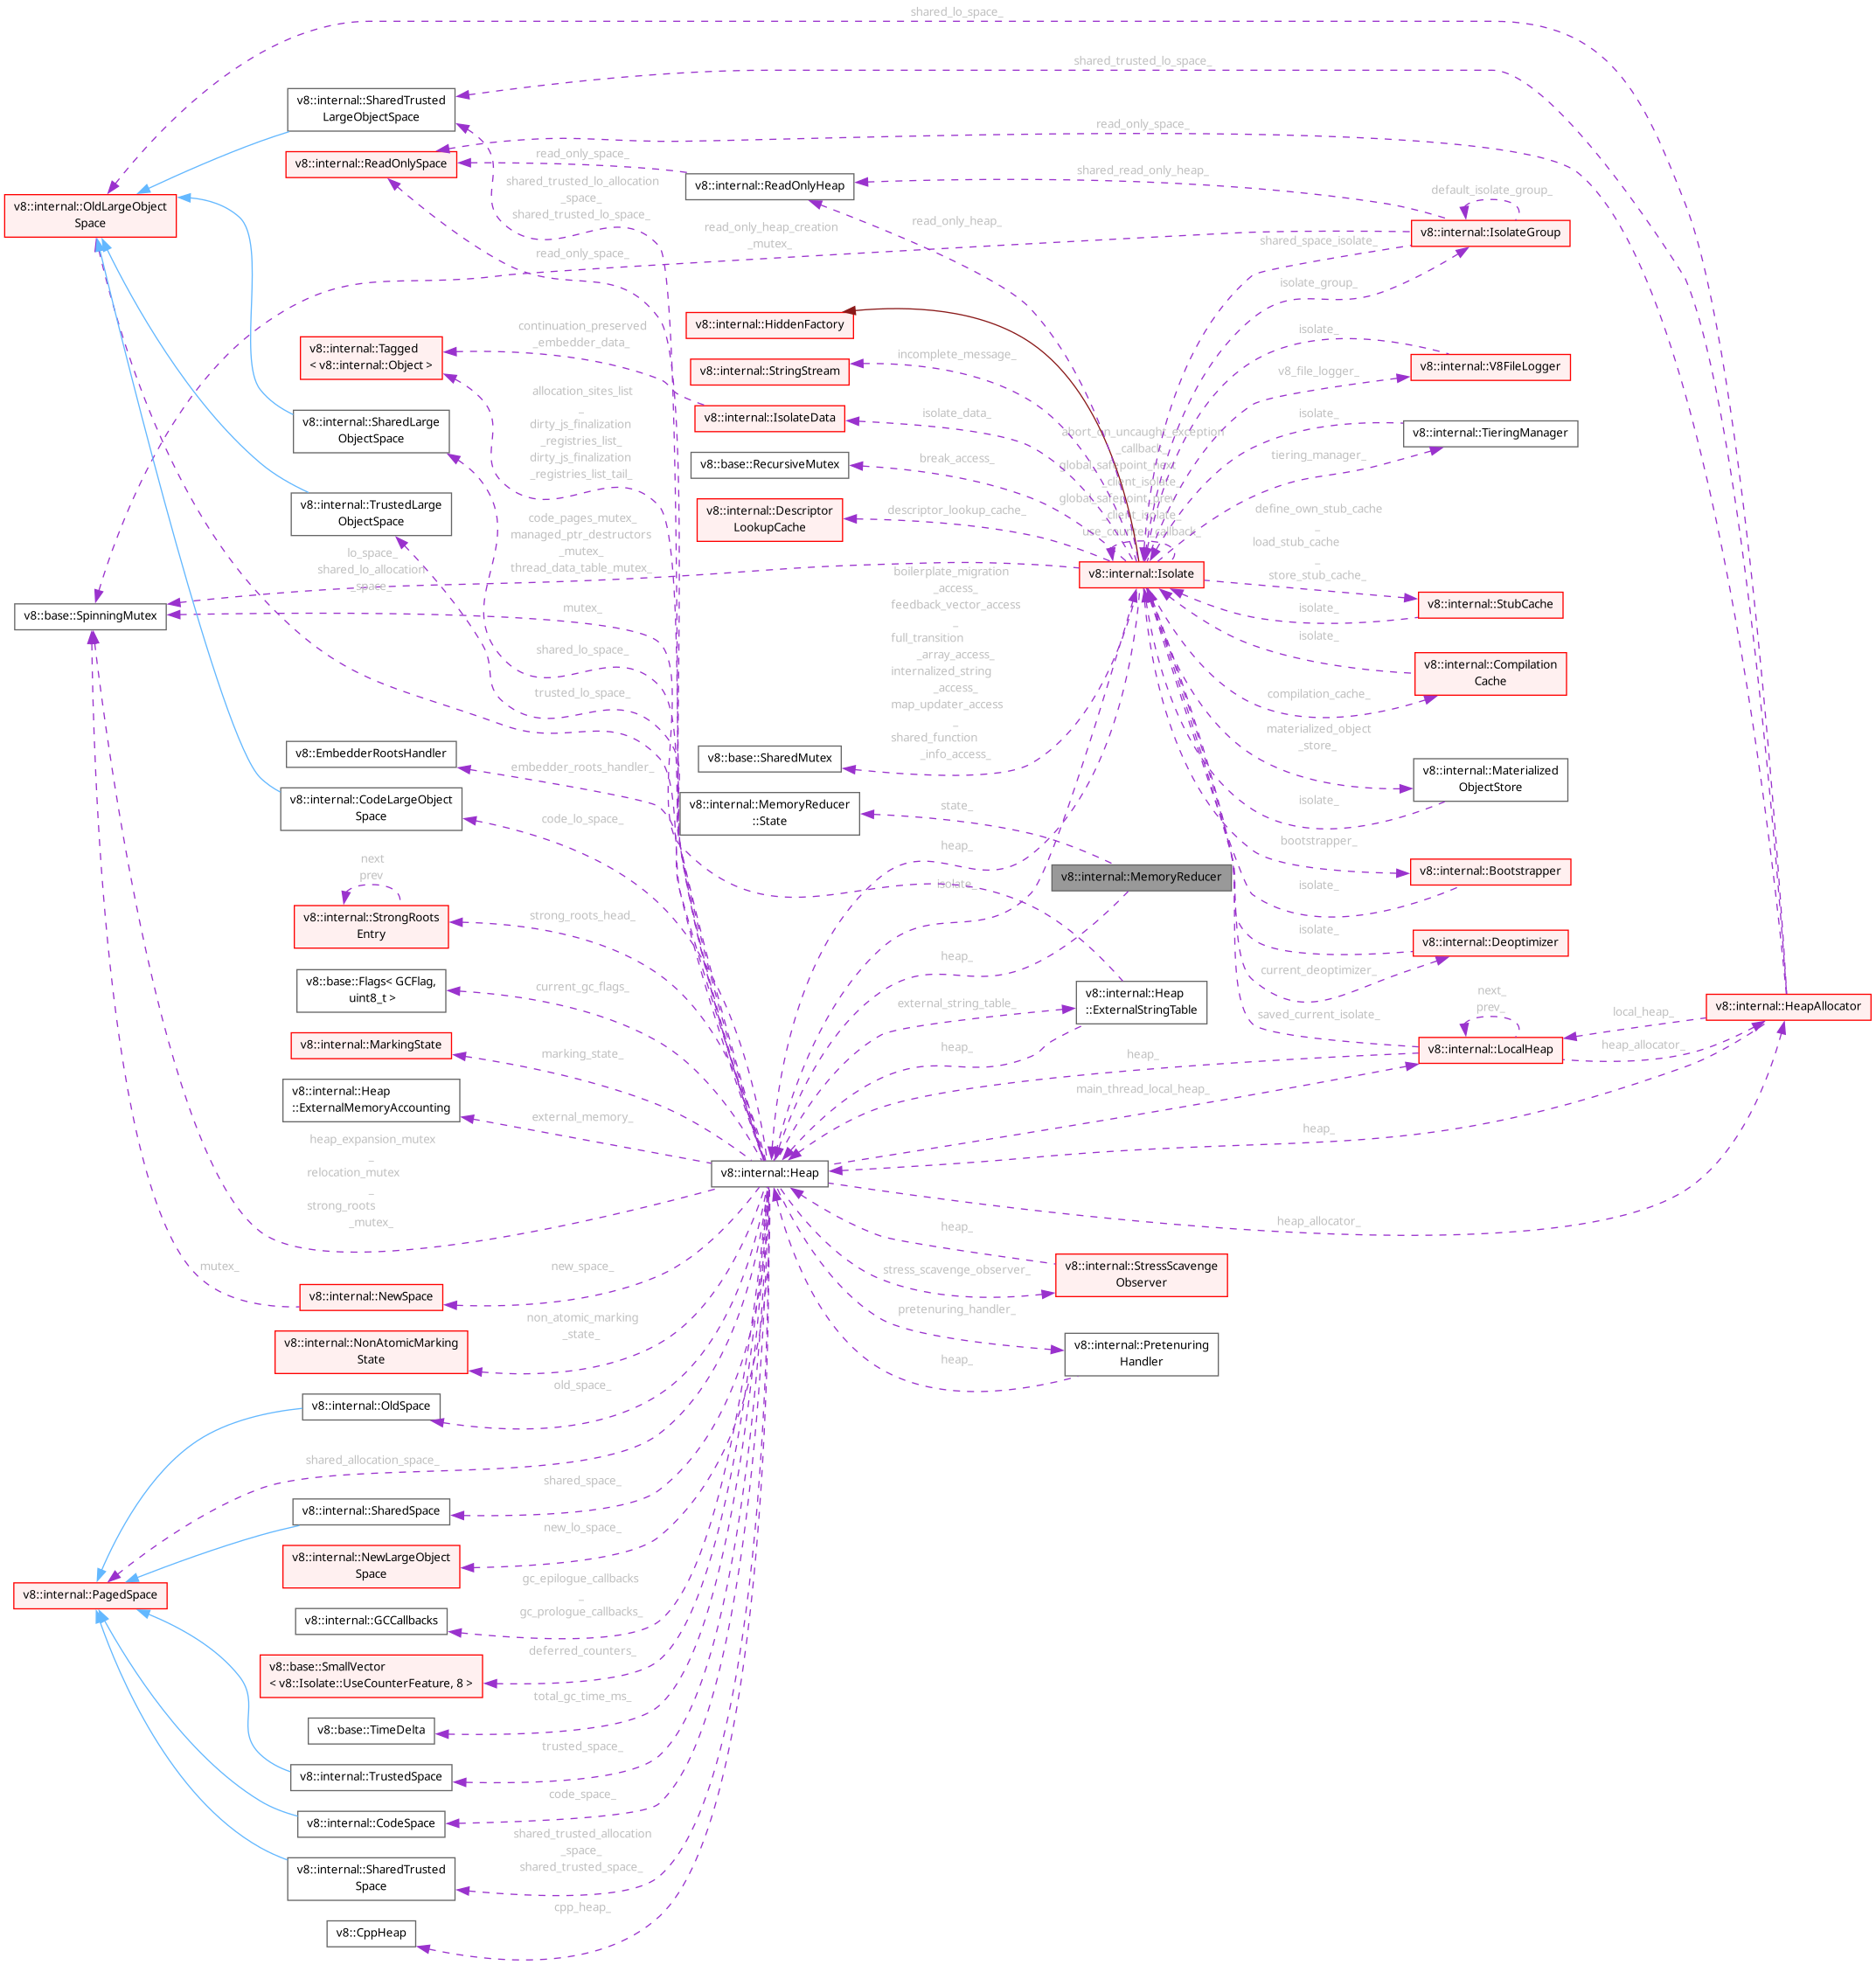 shared_lo_space_
shared_trusted_lo_space_
v8::internal::SharedTrusted
LargeObjectSpace
read_only_space_
v8::internal::ReadOnlySpace
read_only_space_
shared_trusted_lo_allocation
_space_
shared_trusted_lo_space_
v8::internal::ReadOnlyHeap
shared_read_only_heap_
default_isolate_group_
v8::internal::OldLargeObject
Space
read_only_heap_creation
_mutex_
read_only_heap_
v8::internal::IsolateGroup
shared_space_isolate_
read_only_space_
isolate_group_
v8::internal::HiddenFactory
continuation_preserved
_embedder_data_
v8::internal::Tagged
< v8::internal::Object >
incomplete_message_
v8::internal::StringStream
isolate_
v8::internal::V8FileLogger
v8_file_logger_
allocation_sites_list
_
dirty_js_finalization
_registries_list_
dirty_js_finalization
_registries_list_tail_
v8::internal::IsolateData
isolate_data_
isolate_
v8::internal::TieringManager
tiering_manager_
v8::internal::SharedLarge
ObjectSpace
v8::base::RecursiveMutex
break_access_
abort_on_uncaught_exception
_callback_
global_safepoint_next
_client_isolate_
global_safepoint_prev
_client_isolate_
use_counter_callback_
v8::internal::TrustedLarge
ObjectSpace
v8::internal::Descriptor
LookupCache
descriptor_lookup_cache_
define_own_stub_cache
_
load_stub_cache
_
store_stub_cache_
code_pages_mutex_
managed_ptr_destructors
_mutex_
thread_data_table_mutex_
lo_space_
shared_lo_allocation
_space_
v8::internal::Isolate
v8::internal::StubCache
isolate_
v8::base::SpinningMutex
mutex_
boilerplate_migration
_access_
feedback_vector_access
_
full_transition
_array_access_
internalized_string
_access_
map_updater_access
_
shared_function
_info_access_
isolate_
v8::internal::Compilation
Cache
compilation_cache_
shared_lo_space_
trusted_lo_space_
materialized_object
_store_
v8::EmbedderRootsHandler
embedder_roots_handler_
v8::base::SharedMutex
v8::internal::Materialized
ObjectStore
isolate_
v8::internal::CodeLargeObject
Space
code_lo_space_
v8::internal::MemoryReducer
::State
state_
bootstrapper_
heap_
next
prev
v8::internal::MemoryReducer
v8::internal::Bootstrapper
isolate_
isolate_
v8::internal::StrongRoots
Entry
strong_roots_head_
isolate_
v8::internal::Deoptimizer
heap_
current_deoptimizer_
v8::base::Flags< GCFlag,
uint8_t >
current_gc_flags_
external_string_table_
v8::internal::Heap
::ExternalStringTable
saved_current_isolate_
next_
prev_
local_heap_
v8::internal::HeapAllocator
v8::internal::MarkingState
marking_state_
heap_
heap_
v8::internal::LocalHeap
heap_allocator_
v8::internal::Heap
::ExternalMemoryAccounting
external_memory_
main_thread_local_heap_
heap_
heap_expansion_mutex
_
relocation_mutex
_
strong_roots
_mutex_
v8::internal::Heap
heap_allocator_
mutex_
v8::internal::NewSpace
new_space_
heap_
stress_scavenge_observer_
v8::internal::StressScavenge
Observer
pretenuring_handler_
v8::internal::NonAtomicMarking
State
non_atomic_marking
_state_
heap_
v8::internal::Pretenuring
Handler
v8::internal::OldSpace
old_space_
shared_allocation_space_
shared_space_
v8::internal::SharedSpace
new_lo_space_
v8::internal::NewLargeObject
Space
v8::internal::PagedSpace
gc_epilogue_callbacks
_
gc_prologue_callbacks_
v8::internal::GCCallbacks
deferred_counters_
v8::base::SmallVector
< v8::Isolate::UseCounterFeature, 8 >
total_gc_time_ms_
v8::base::TimeDelta
trusted_space_
v8::internal::TrustedSpace
code_space_
v8::internal::CodeSpace
shared_trusted_allocation
_space_
shared_trusted_space_
v8::internal::SharedTrusted
Space
cpp_heap_
v8::CppHeap